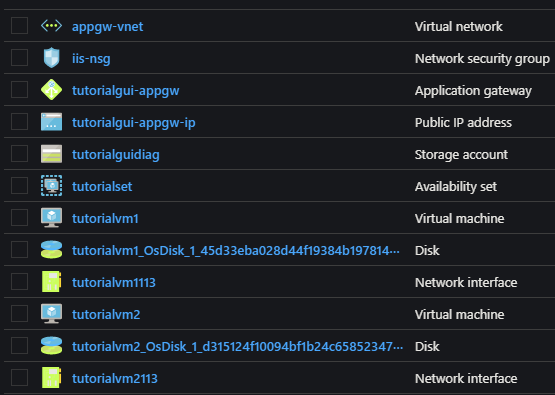 appgw-vnet Virtual network
iis-nsg Network security group
tutorialgui-appgw Application gateway
tutorialgui-appgw-ip Public IP address
tutorialguidiag Storage account
tutorialset Availability set
tutorialvm1 Virtual machine
tutorialvm1_OsDisk_1_45d33eba028d44f19384b197814··· Disk
tutorialvm1113 Network interface
tutorialvm2 Virtual machine
tutorialvm2_OsDisk_1_d315124f10094bf1b24c65852347··· Disk
tutorialvm2113 Network interface